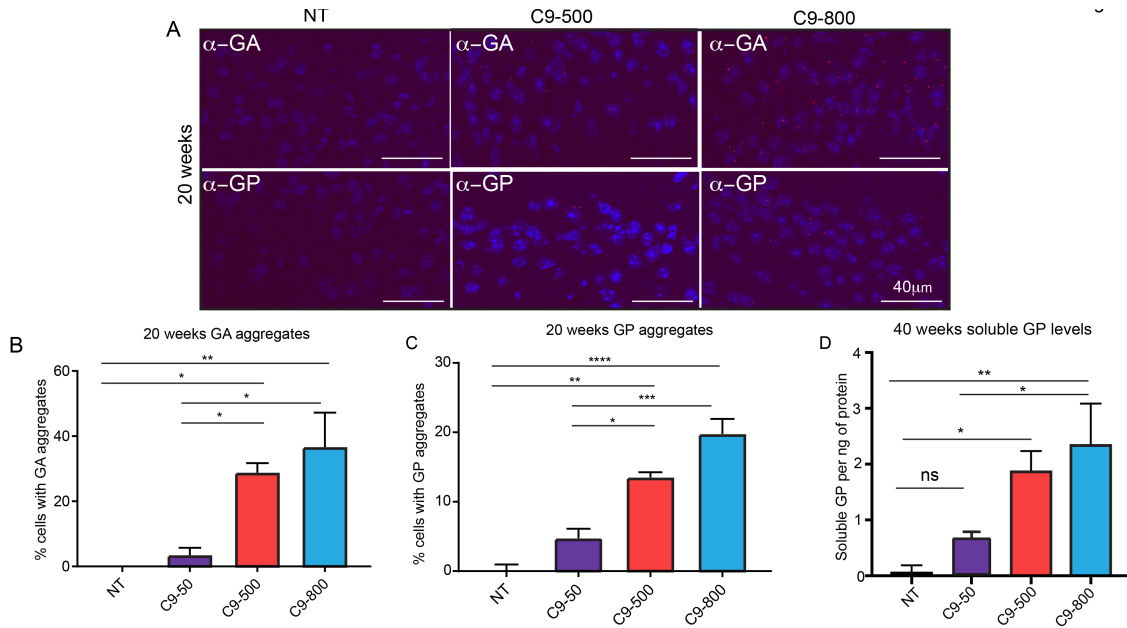 NT C9-500 C9-800
A
α–GA α–GA α–GA
20 weeks
α–GP α–GP α–GP
40μm
B
20 weeks GA aggregates
% cells with GA aggregates
60
40
20
0
**
*
*
*
NT C9-50 C9-500 C9-800
C
20 weeks GP aggregates
% cells with GP aggregates
30
20
10
0
****
**
***
*
NT C9-50 C9-500 C9-800
D
40 weeks soluble GP levels
Soluble GP per ng of protein
4
3
2
1
0
**
*
*
ns
NT C9-50 C9-500 C9-800